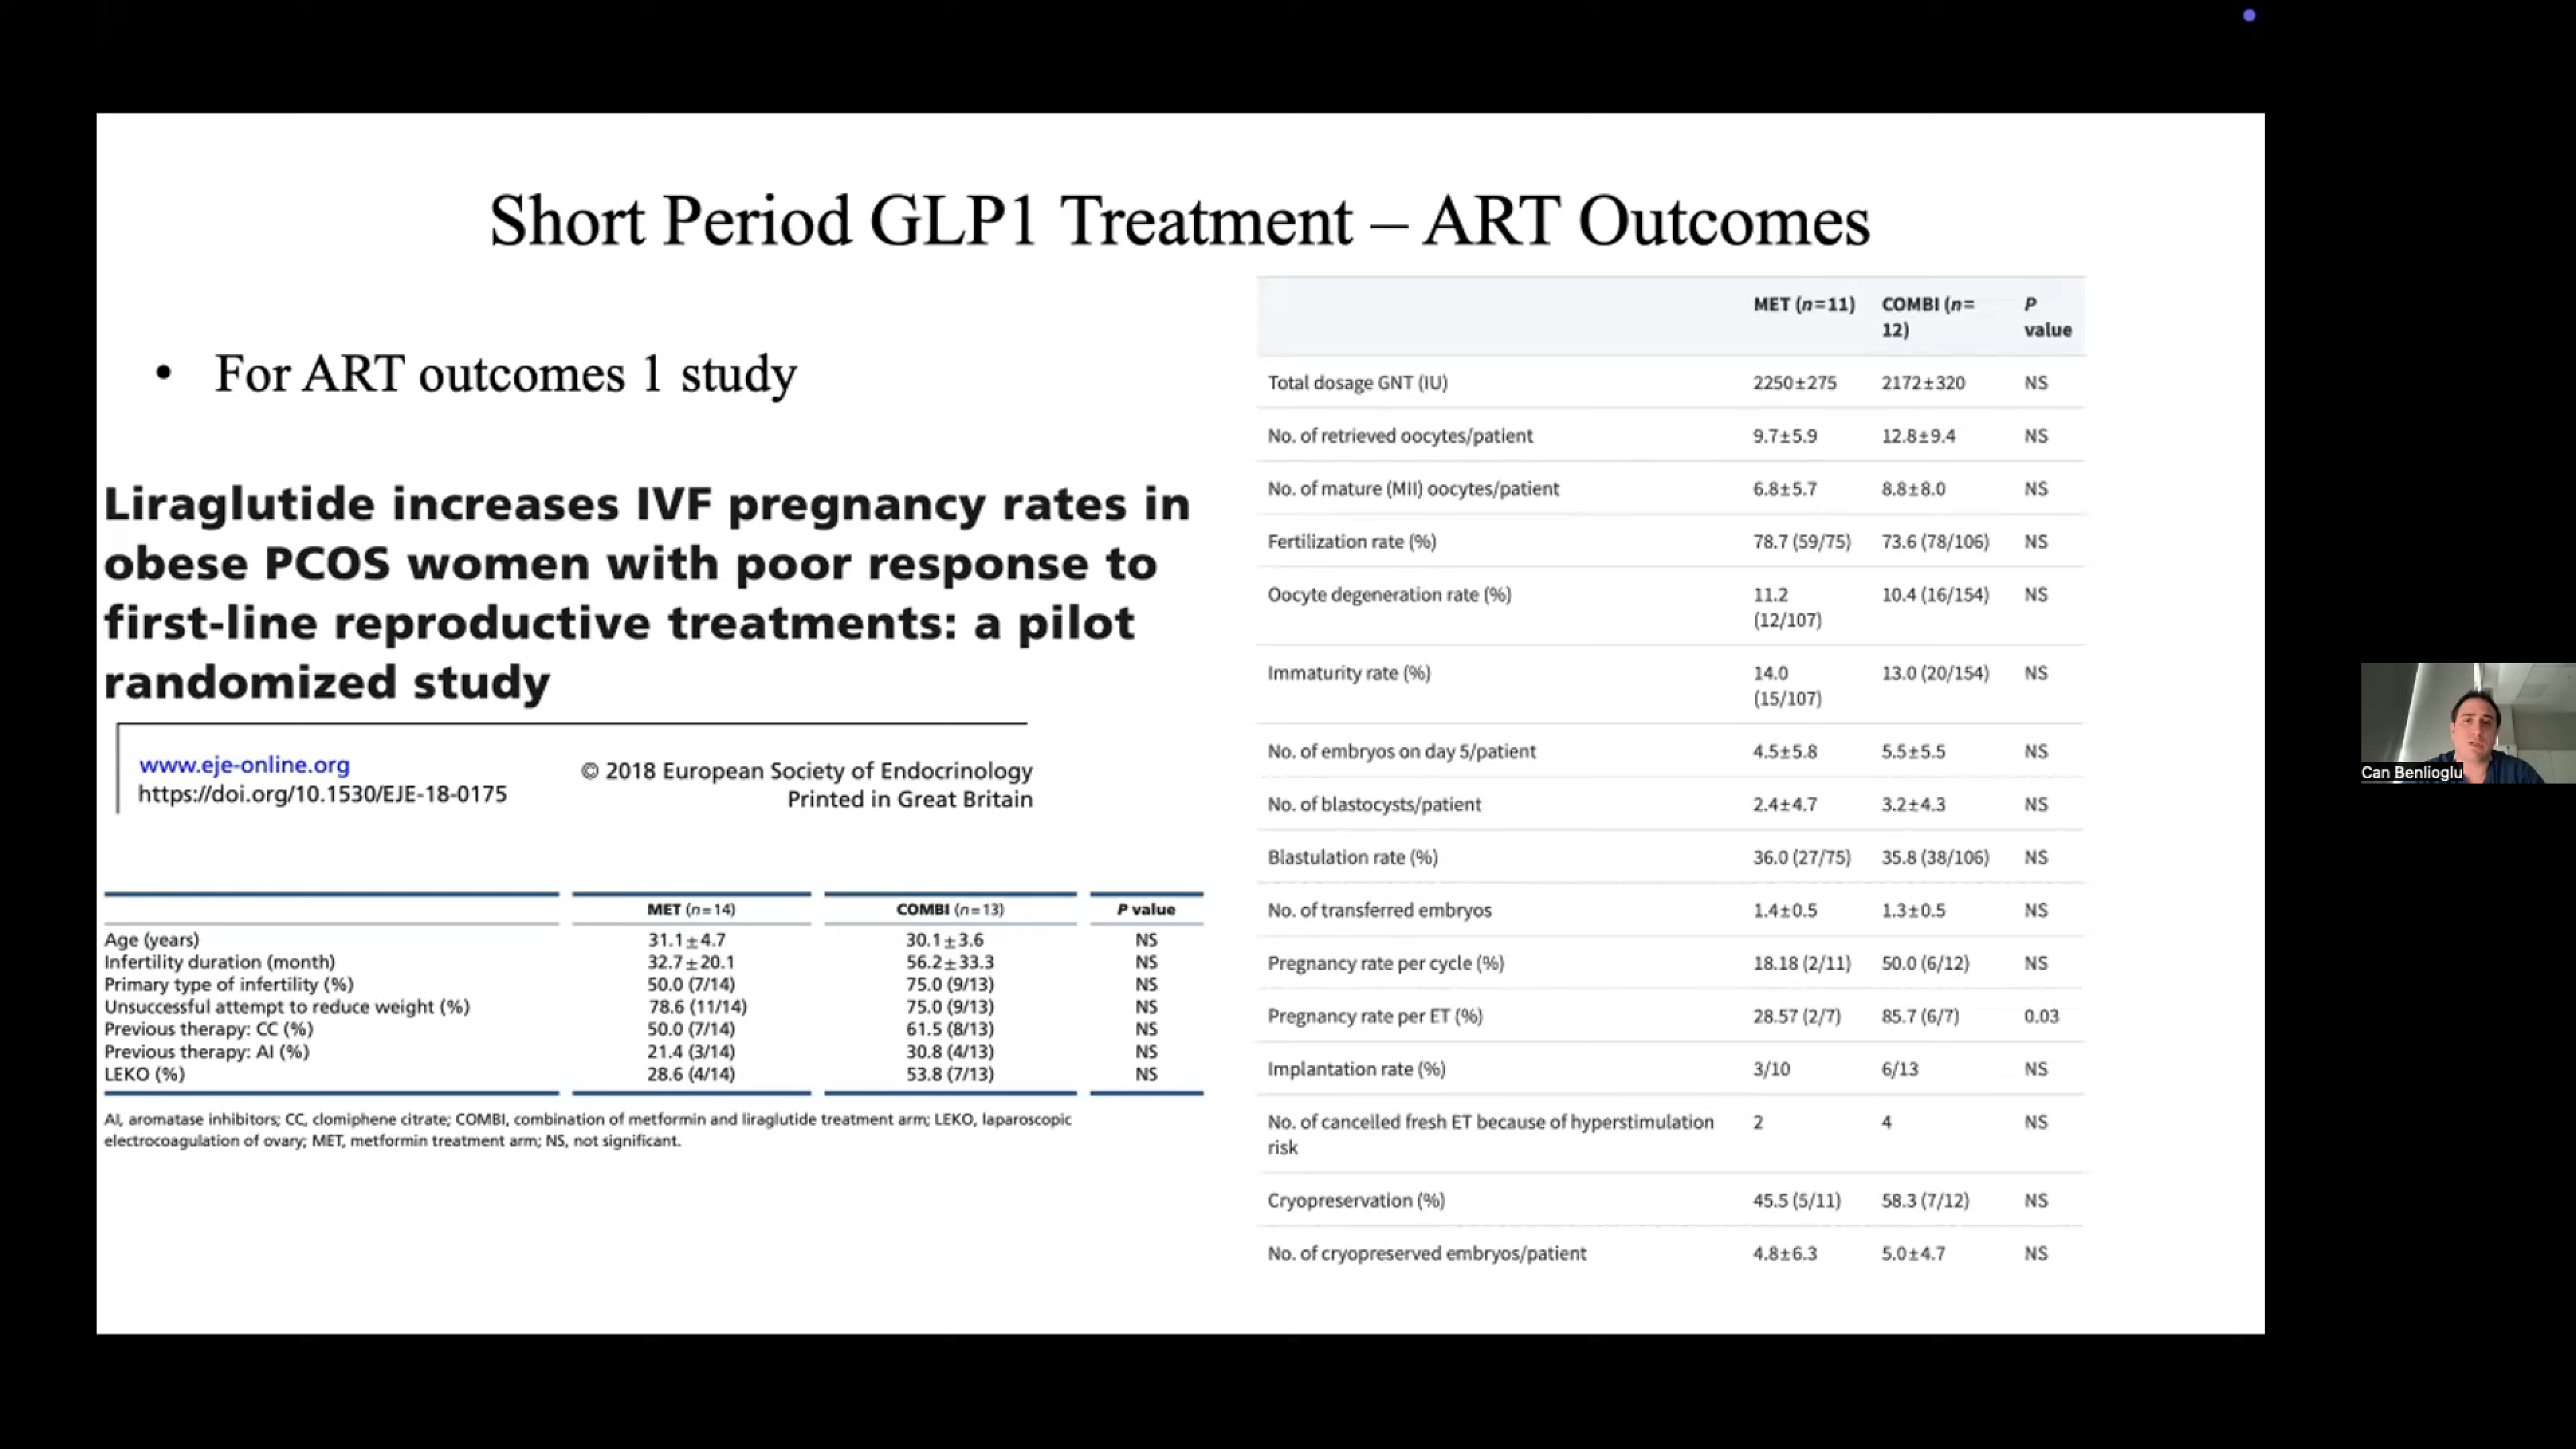 Short Period GLP1 Treatment – ART Outcomes
• For ART outcomes 1 study
Liraglutide increases IVF pregnancy rates in
obese PCOS women with poor response to
first-line reproductive treatments: a pilot
randomized study
www.eje-online.org
https://doi.org/10.1530/EJE-18-0175
© 2018 European Society of Endocrinology
Printed in Great Britain
MET (n=14) COMBI (n=13) P value
Age (years) 31.1±4.7 30.1±3.6 NS
Infertility duration (month) 32.7±20.1 56.2±33.3 NS
Primary type of infertility (%) 50.0 (7/14) 75.0 (9/13) NS
Unsuccessful attempt to reduce weight (%) 78.6 (11/14) 75.0 (9/13) NS
Previous therapy: CC (%) 50.0 (7/14) 61.5 (8/13) NS
Previous therapy: AI (%) 21.4 (3/14) 30.8 (4/13) NS
LEKO (%) 28.6 (4/14) 53.8 (7/13) NS
AI, aromatase inhibitors; CC, clomiphene citrate; COMBI, combination of metformin and liraglutide treatment arm; LEKO, laparoscopic
electrocoagulation of ovary; MET, metformin treatment arm; NS, not significant.
MET (n=11) COMBI (n= P
12) value
Total dosage GNT (IU) 2250±275 2172±320 NS
No. of retrieved oocytes/patient 9.7±5.9 12.8±9.4 NS
No. of mature (MII) oocytes/patient 6.8±5.7 8.8±8.0 NS
Fertilization rate (%) 78.7 (59/75) 73.6 (78/106) NS
Oocyte degeneration rate (%) 11.2 10.4 (16/154) NS
(12/107)
Immaturity rate (%) 14.0 13.0 (20/154) NS
(15/107)
No. of embryos on day 5/patient 4.5±5.8 5.5±5.5 NS
No. of blastocysts/patient 2.4±4.7 3.2±4.3 NS
Blastulation rate (%) 36.0 (27/75) 35.8 (38/106) NS
No. of transferred embryos 1.4±0.5 1.3±0.5 NS
Pregnancy rate per cycle (%) 18.18 (2/11) 50.0 (6/12) NS
Pregnancy rate per ET (%) 28.57 (2/7) 85.7 (6/7) 0.03
Implantation rate (%) 3/10 6/13 NS
No. of cancelled fresh ET because of hyperstimulation 2 4 NS
risk
Cryopreservation (%) 45.5 (5/11) 58.3 (7/12) NS
No. of cryopreserved embryos/patient 4.8±6.3 5.0±4.7 NS
Can Benlioglu